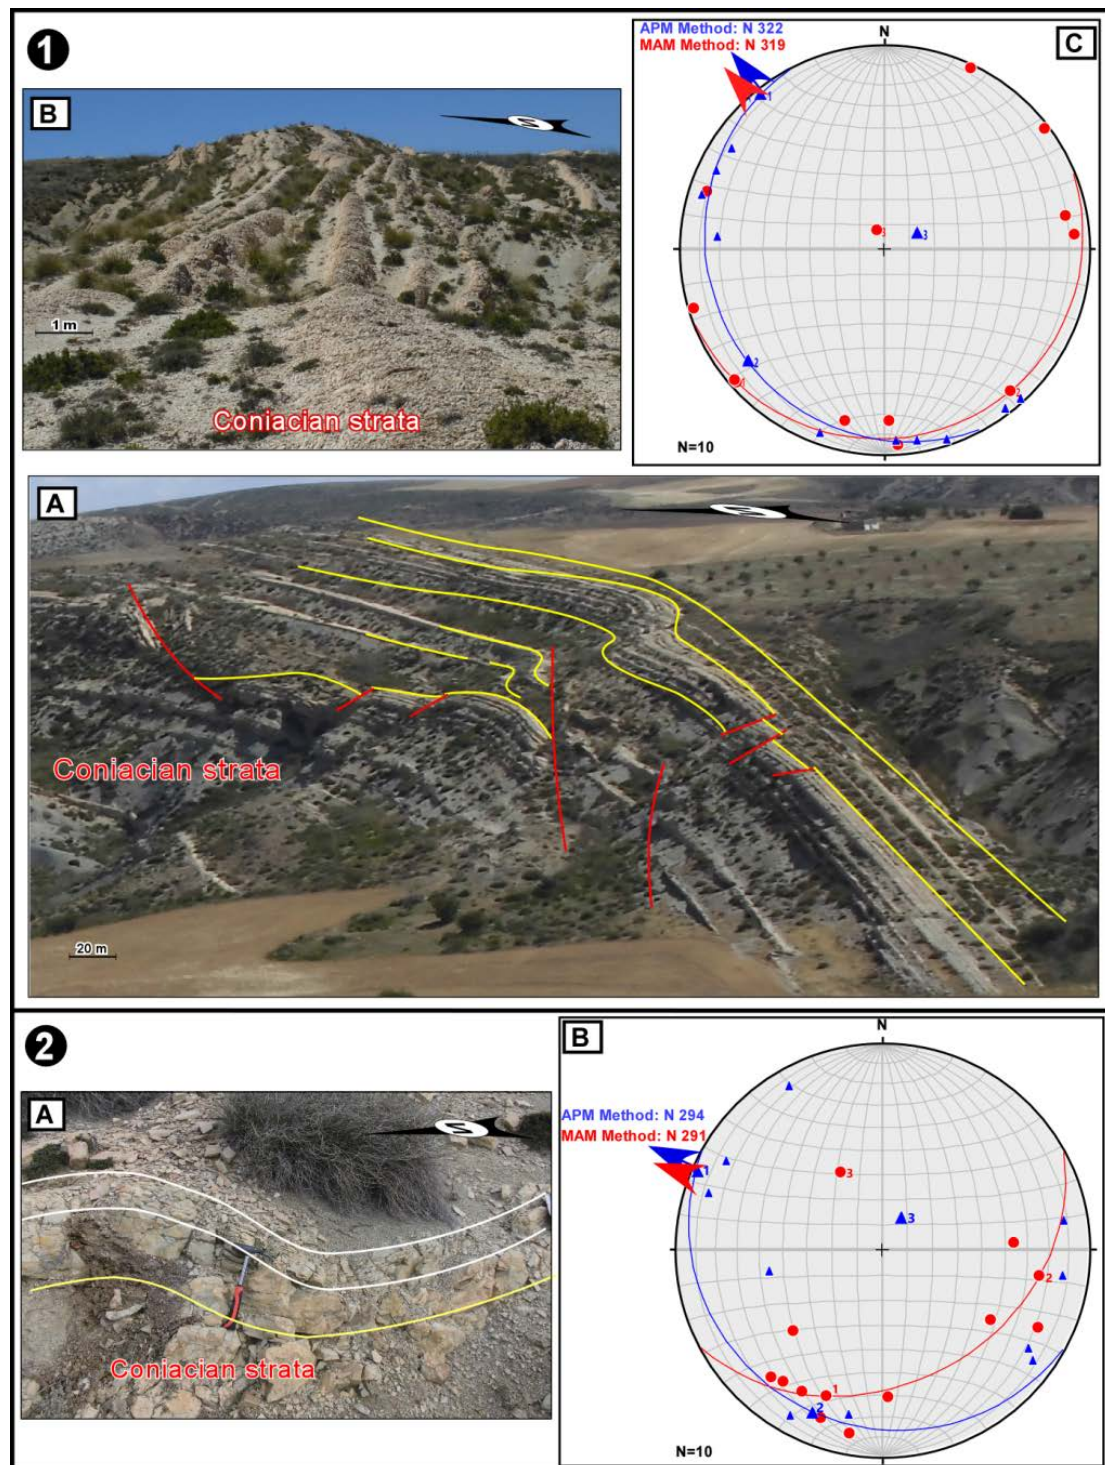 1
B
1 m
Coniacian strata
APM Method: N 322
MAM Method: N 319
C
N
1
3
3
2
2
N=10
A
Coniacian strata
20 m
2
A
Coniacian strata
B
N
APM Method: N 294
MAM Method: N 291
1
3
3
2
1
2
N=10